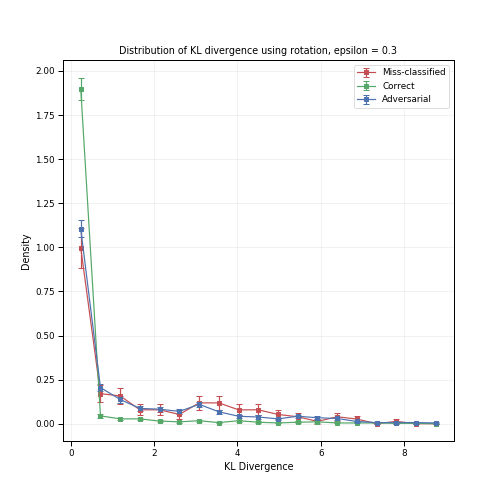 Distribution of KL divergence using rotation, epsilon = 0.3
Miss-classified
Correct
Adversarial
2.00
1.75
1.50
1.25
1.00
0.75
0.50
0.25
0.00
Density
0 2 4 6 8
KL Divergence